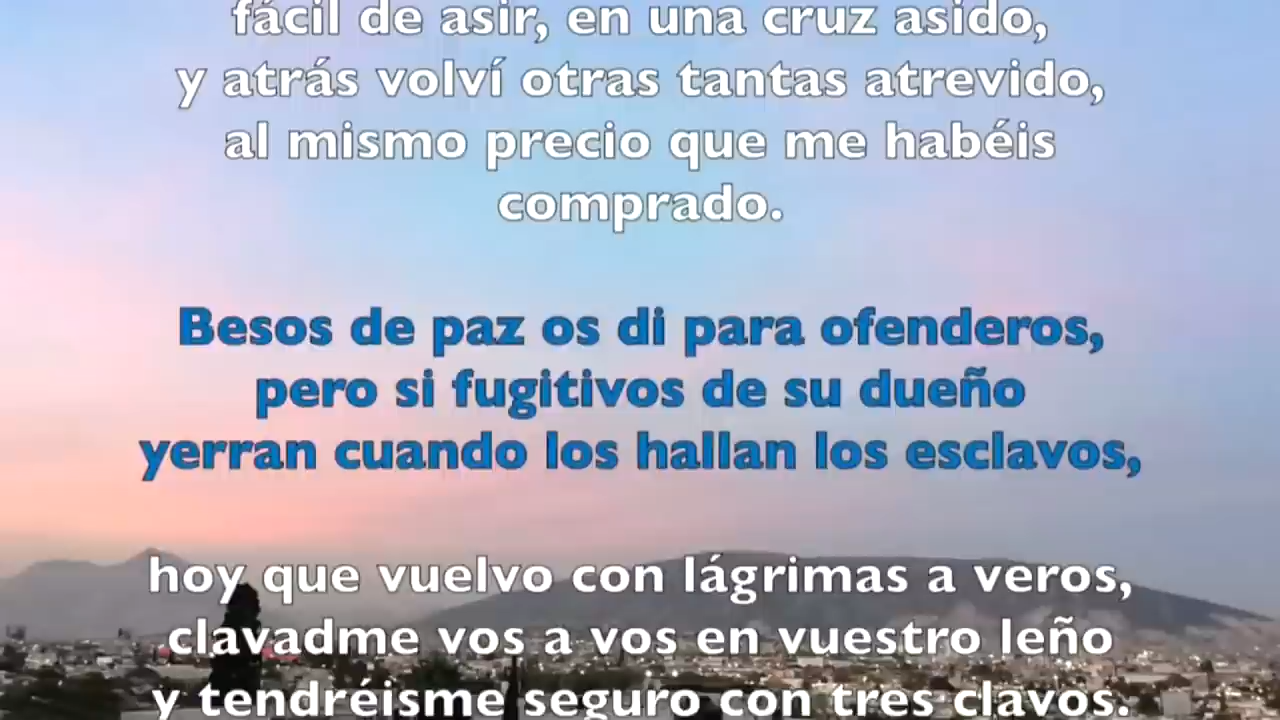 fácil de asir, en una cruz asido,
y atrás volví otras tantas atrevido,
al mismo precio que me habéis
comprado.
Besos de paz os di para ofenderos,
pero si fugitivos de su dueño
yerran cuando los hallan los esclavos,
hoy que vuelvo con lágrimas a veros,
clavadme vos a vos en vuestro leño
y tendréisme seguro con tres clavos.